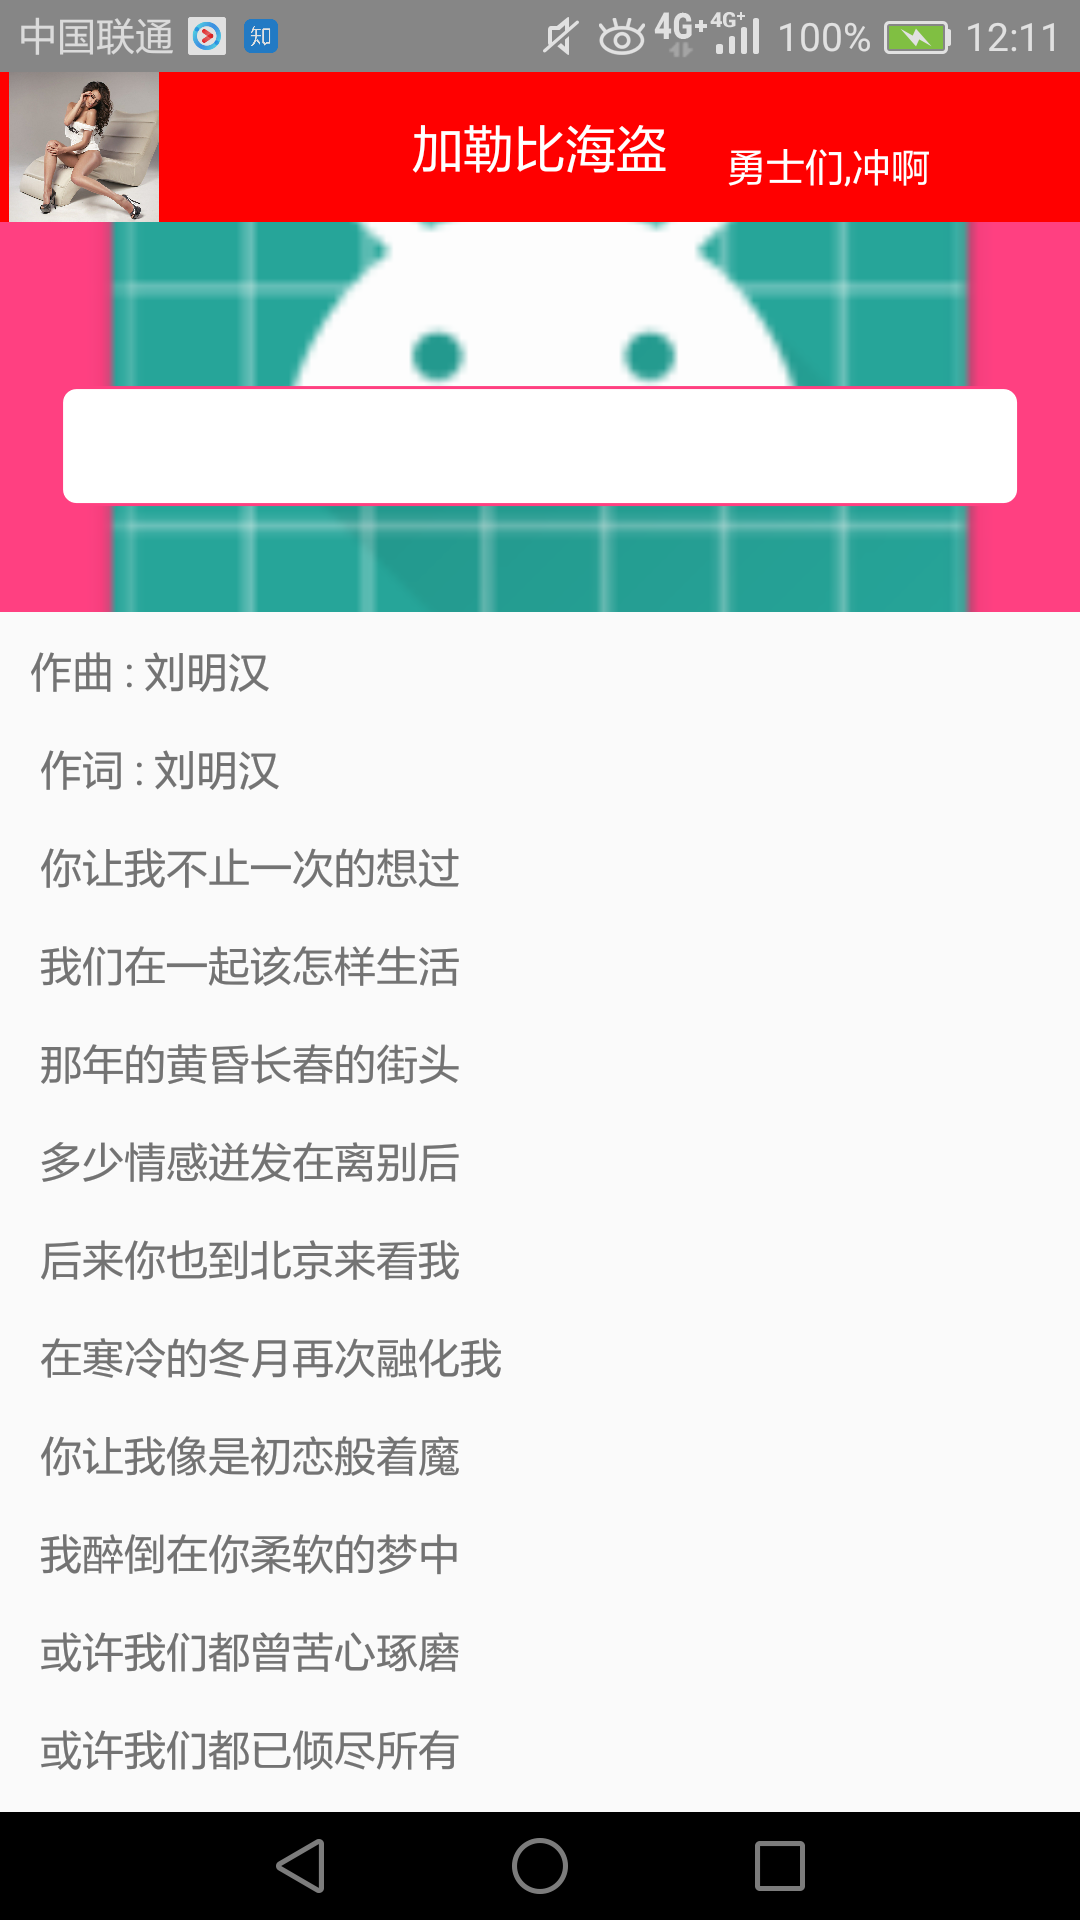 中国联通 知 4G+ 4G+ 100% 12:11
加勒比海盗 勇士们,冲啊
作曲 : 刘明汉
作词 : 刘明汉
你让我不止一次的想过
我们在一起该怎样生活
那年的黄昏长春的街头
多少情感迸发在离别后
后来你也到北京来看我
在寒冷的冬月再次融化我
你让我像是初恋般着魔
我醉倒在你柔软的梦中
或许我们都曾苦心琢磨
或许我们都已倾尽所有